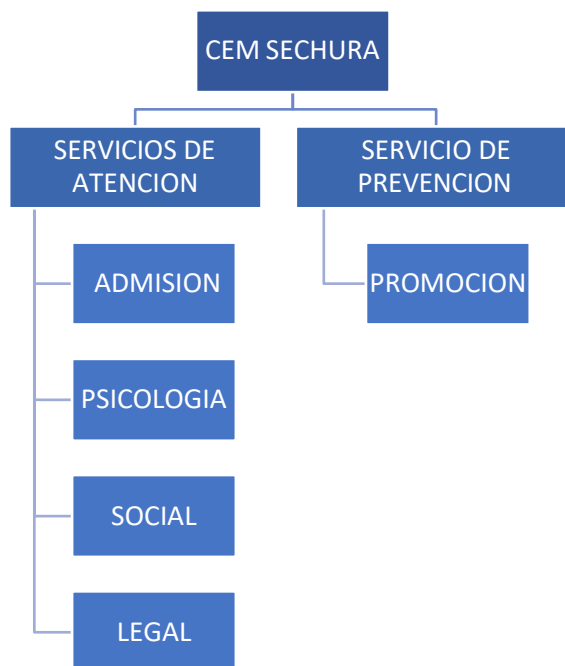 CEM SECHURA
SERVICIOS DE
ATENCION
SERVICIO DE
PREVENCION
ADMISION
PROMOCION
PSICOLOGIA
SOCIAL
LEGAL